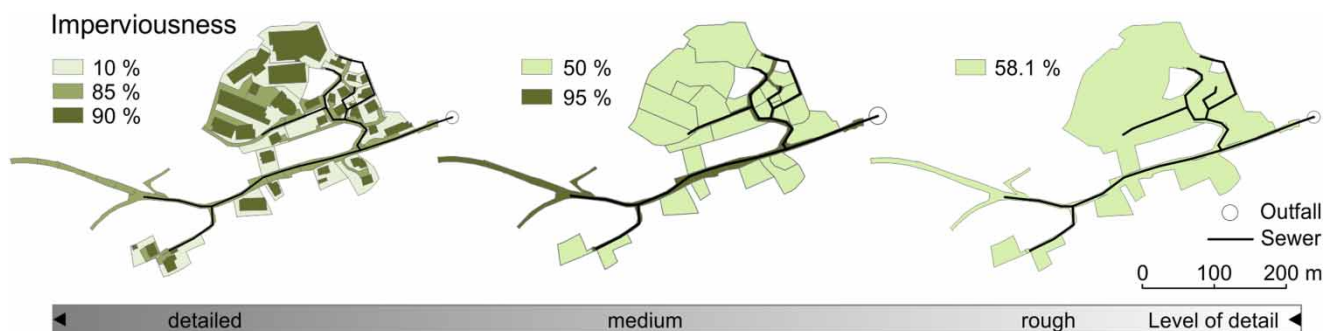 Imperviousness
10 %
85 %
90 %
50 %
95 %
58.1 %
Outfall
Sewer
0 100 200 m
detailed medium rough Level of detail